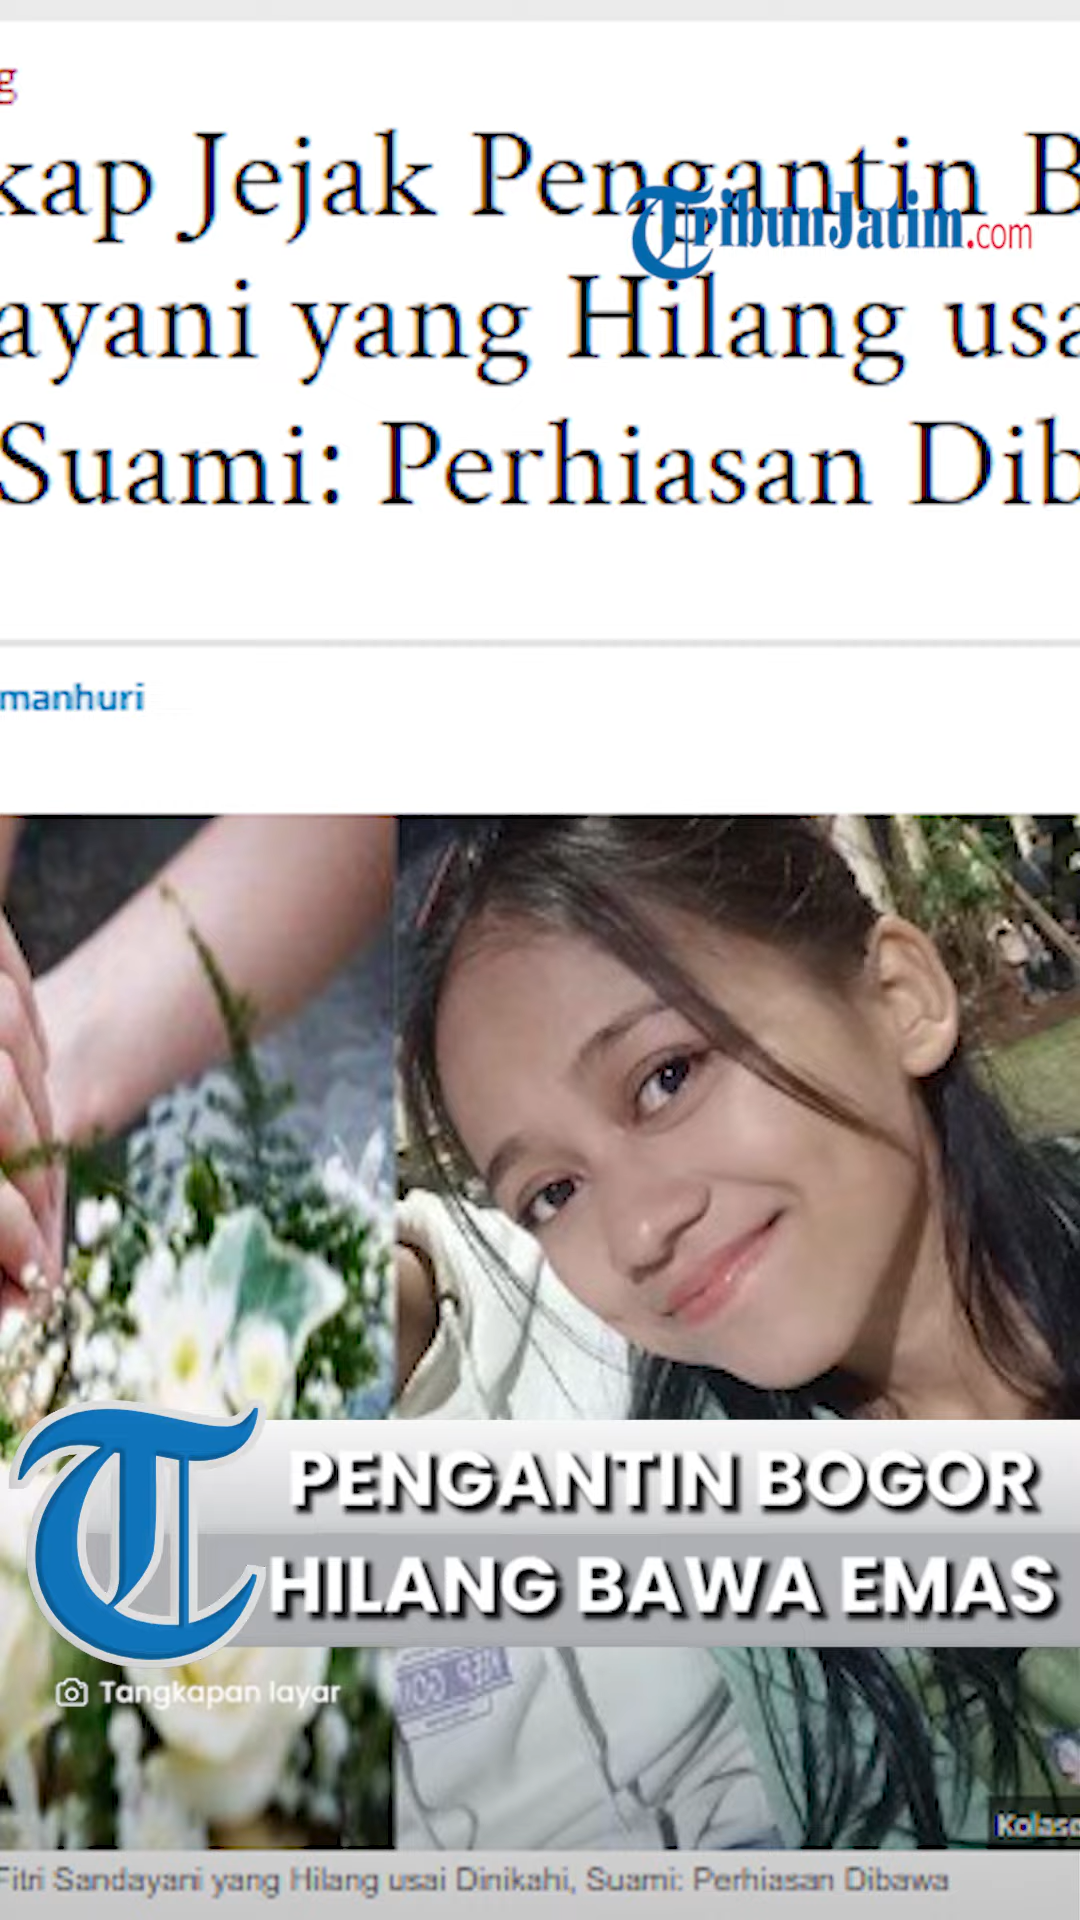 g
kap Jejak Pengantin B
TribunJatim.com
ayani yang Hilang usa
Suami: Perhiasan Dib
manhuri
PENGANTIN BOGOR
HILANG BAWA EMAS
Tangkapan layar
Kolase
Fitri Sandayani yang Hilang usai Dinikahi, Suami: Perhiasan Dibawa